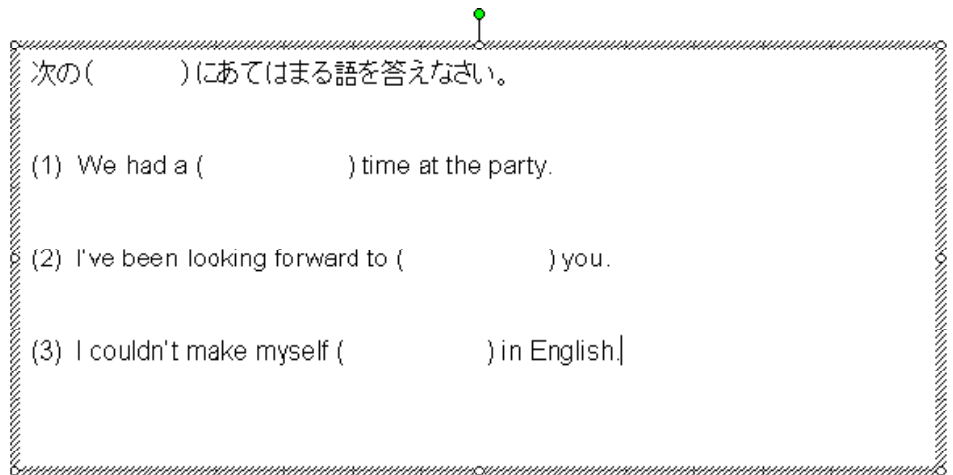 次の(　　　)にあてはまる語を答えなさい。
(1) We had a (　　　) time at the party.
(2) I've been looking forward to (　　　) you.
(3) I couldn't make myself (　　　) in English.